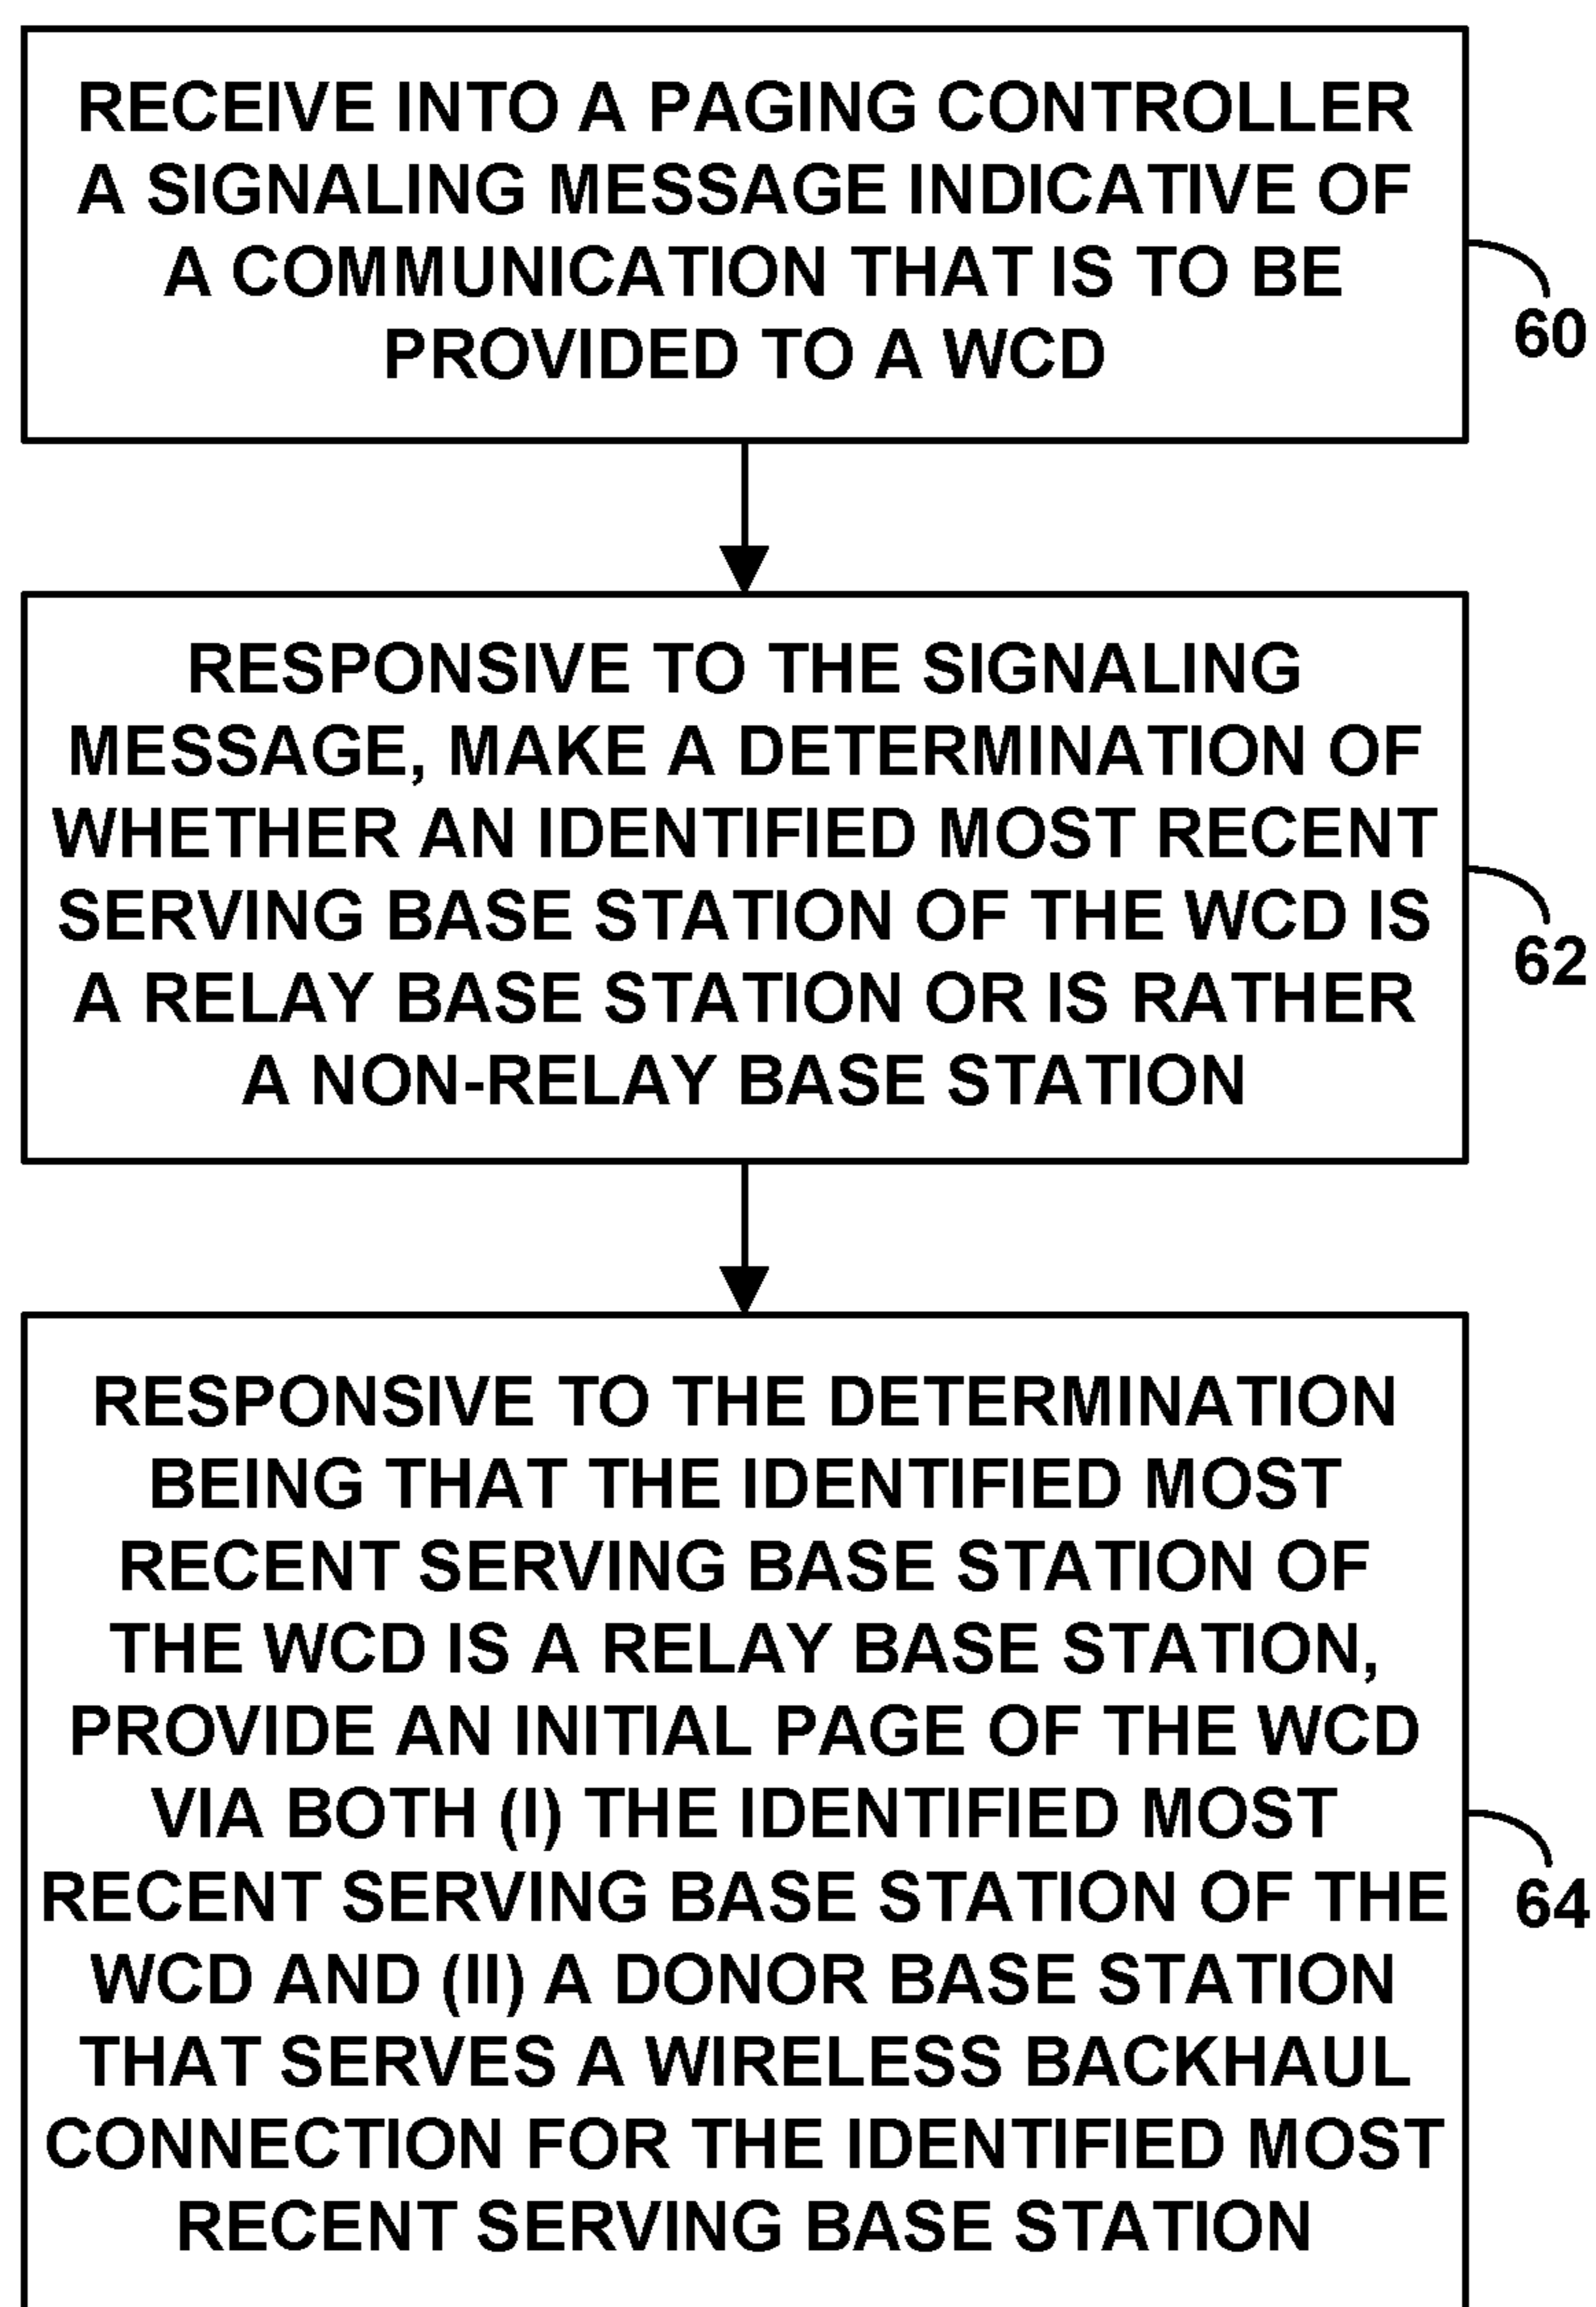 RECEIVE INTO A PAGING CONTROLLER
A SIGNALING MESSAGE INDICATIVE OF
A COMMUNICATION THAT IS TO BE
PROVIDED TO A WCD
60
RESPONSIVE TO THE SIGNALING
MESSAGE, MAKE A DETERMINATION OF
WHETHER AN IDENTIFIED MOST RECENT
SERVING BASE STATION OF THE WCD IS
A RELAY BASE STATION OR IS RATHER
A NON-RELAY BASE STATION
62
RESPONSIVE TO THE DETERMINATION
BEING THAT THE IDENTIFIED MOST
RECENT SERVING BASE STATION OF
THE WCD IS A RELAY BASE STATION,
PROVIDE AN INITIAL PAGE OF THE WCD
VIA BOTH (I) THE IDENTIFIED MOST
RECENT SERVING BASE STATION OF THE
WCD AND (II) A DONOR BASE STATION
THAT SERVES A WIRELESS BACKHAUL
CONNECTION FOR THE IDENTIFIED MOST
RECENT SERVING BASE STATION
64